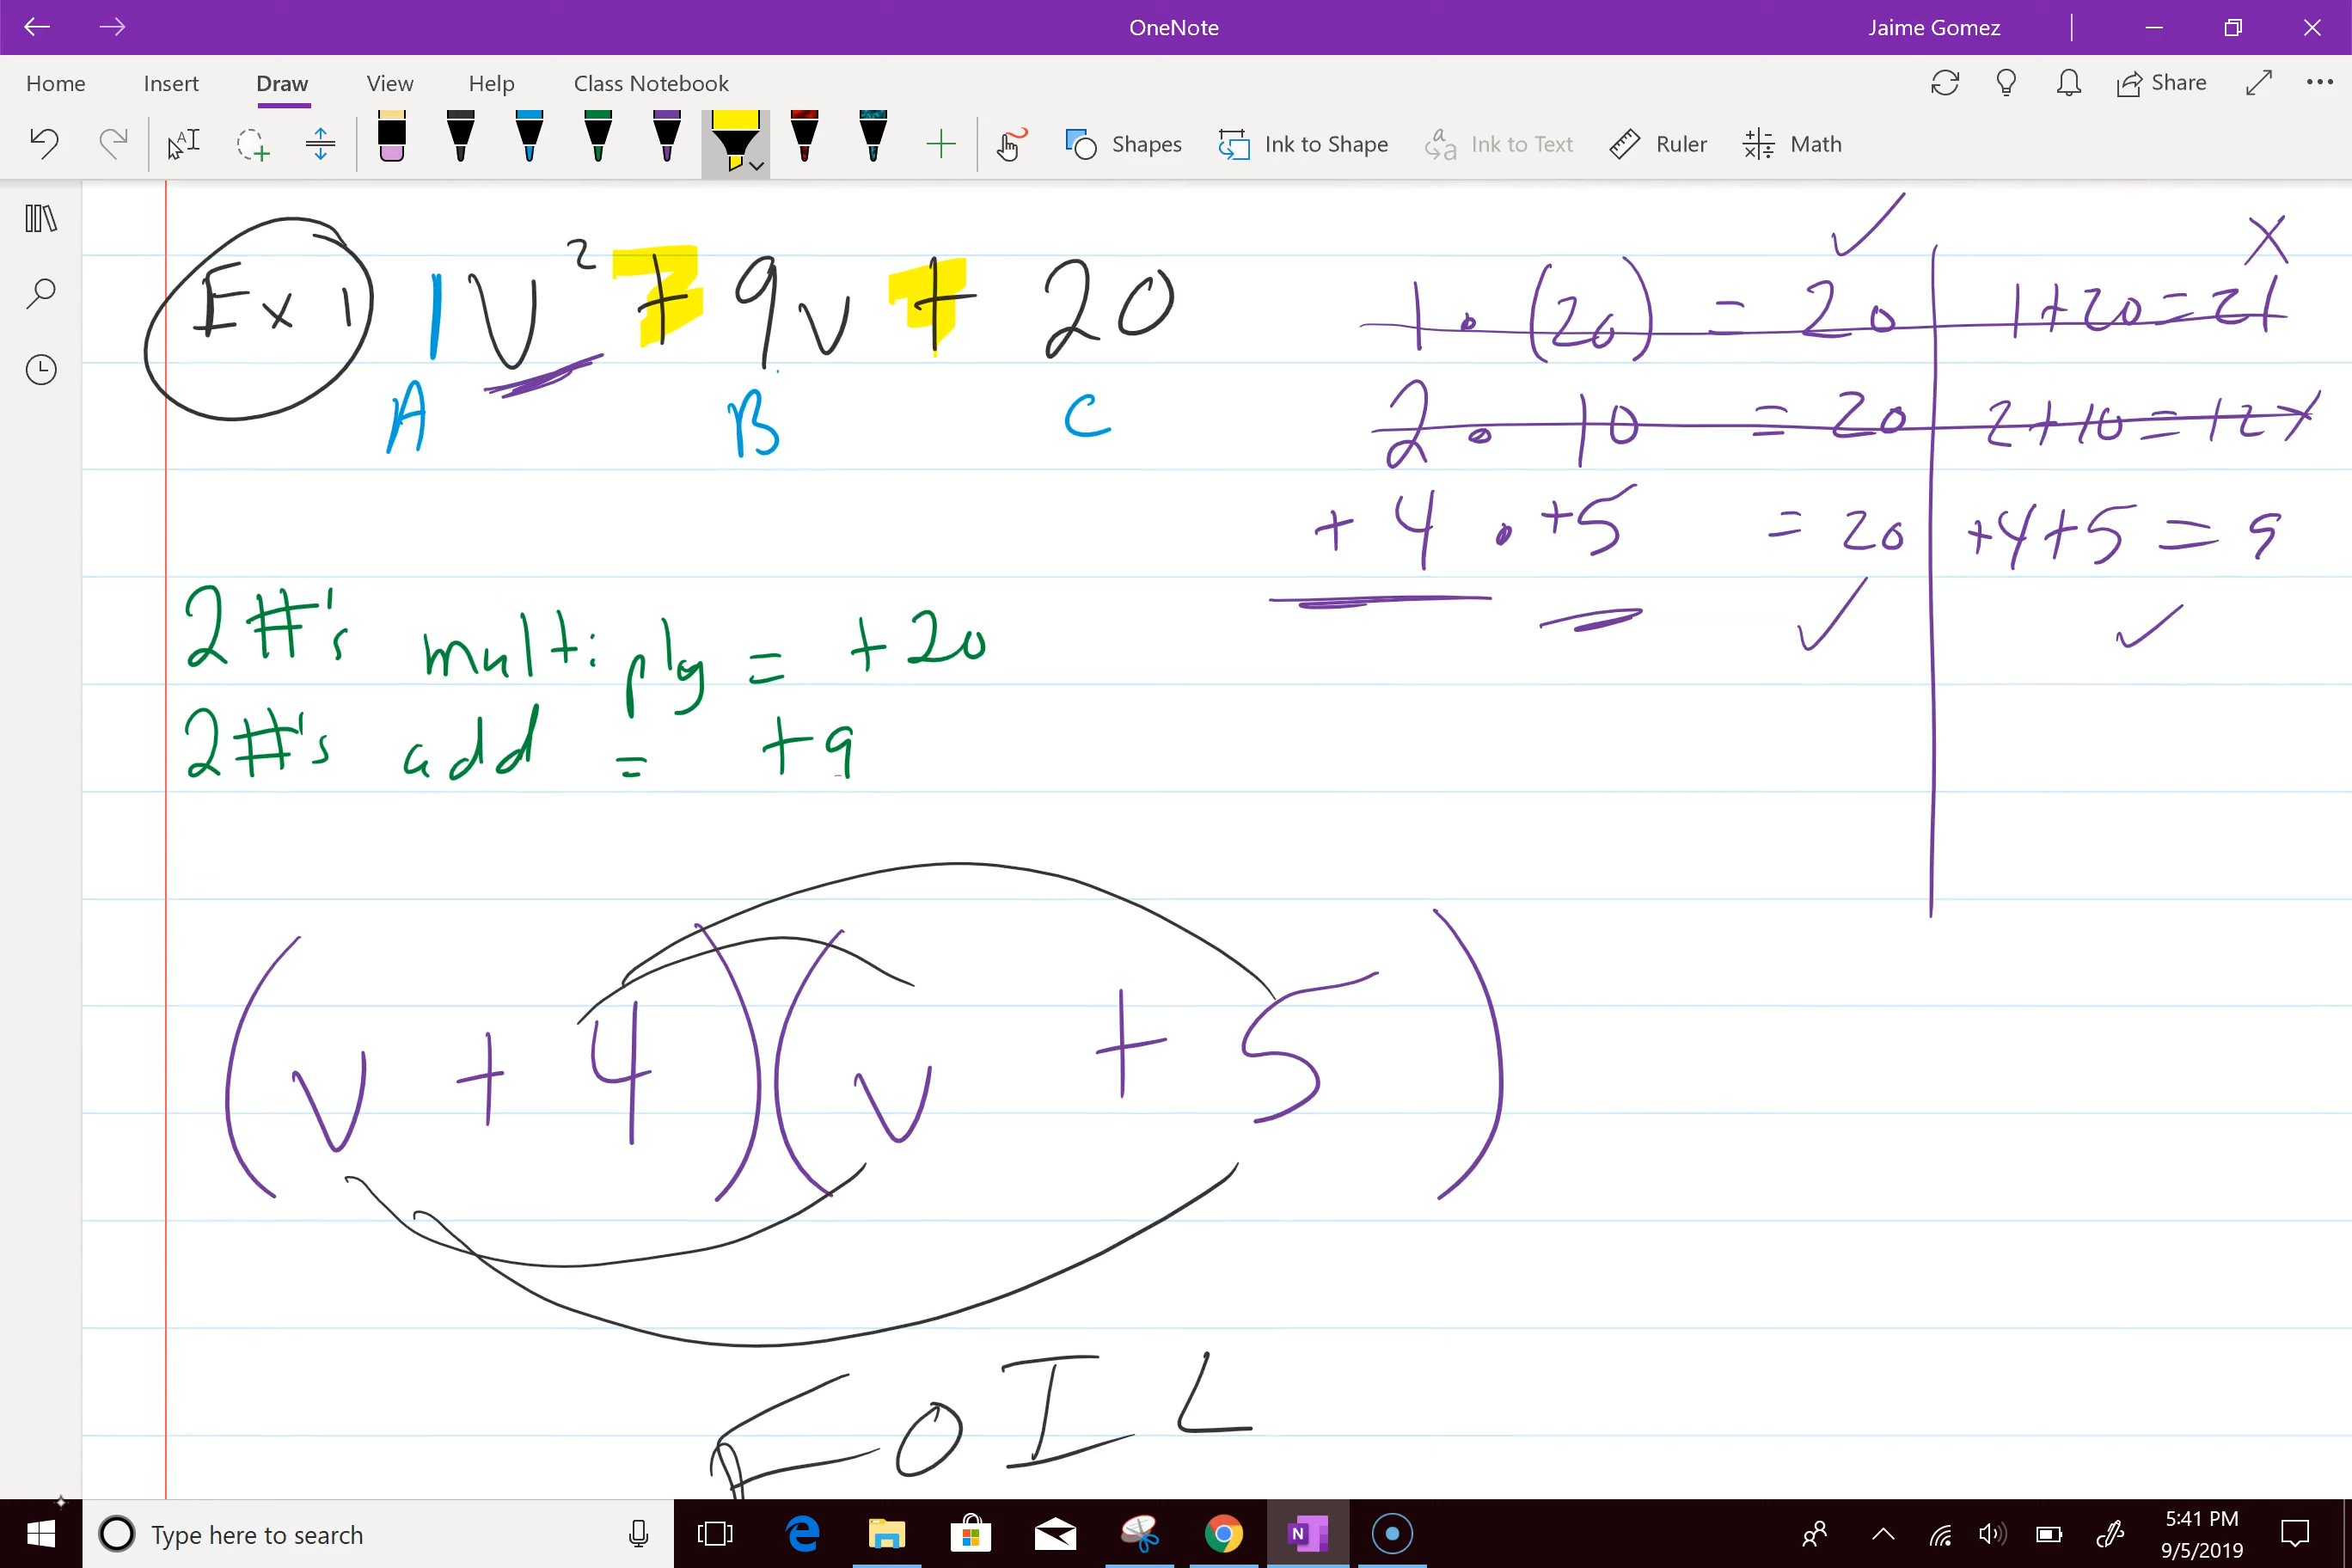 OneNote
Jaime Gomez
Home Insert Draw View Help Class Notebook Share
Shapes Ink to Shape Ink to Text Ruler Math
Ex 1 1v² + 9v + 20
A B C
1 • (20) = 20 1+20=21 x
2 • 10 = 20 2+10=12 x
+4 • +5 = 20 +4+5=9
2#'s multiply = +20
2#'s add = +9
(v + 4)(v + 5)
FOIL
Type here to search
5:41 PM
9/5/2019